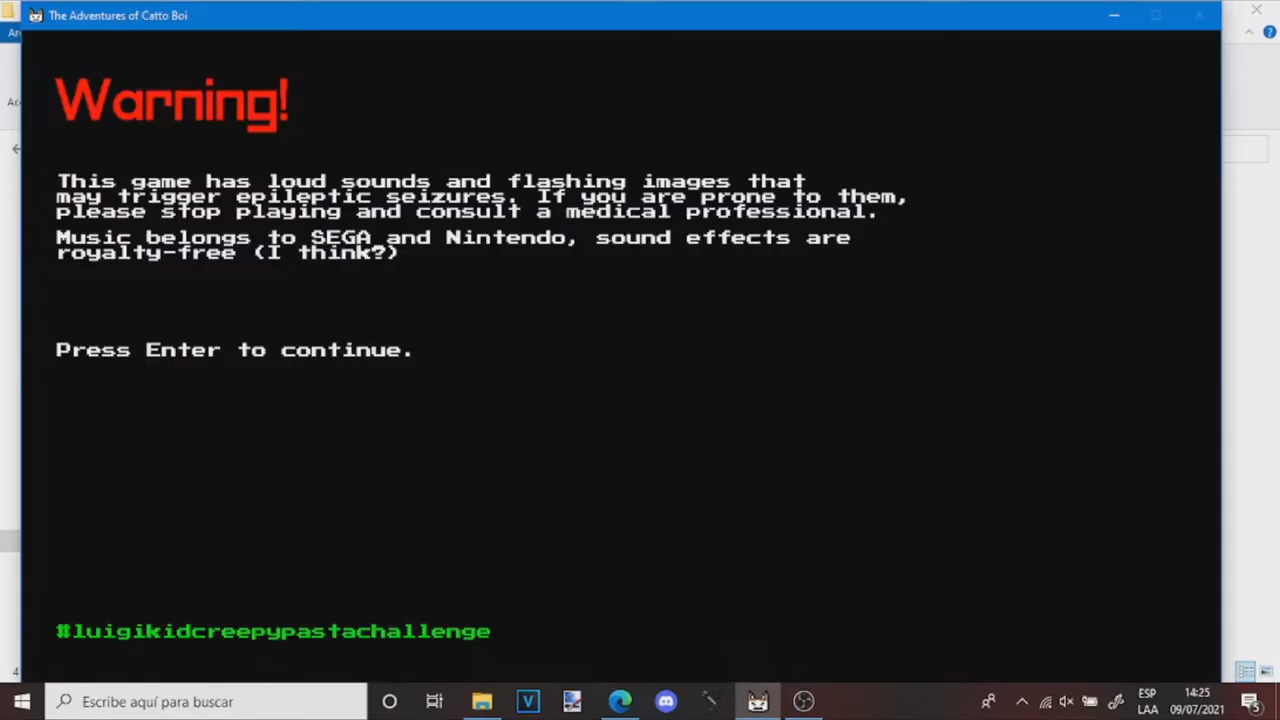 The Adventures of Catto Boi
Warning!
This game has loud sounds and flashing images that
may trigger epileptic seizures. If you are prone to them,
please stop playing and consult a medical professional.
Music belongs to SEGA and Nintendo, sound effects are
royalty-free (I think?)
Press Enter to continue.
#luigikidcreepypastachallenge
Escribe aquí para buscar
ESP
LAA
14:25
09/07/2021